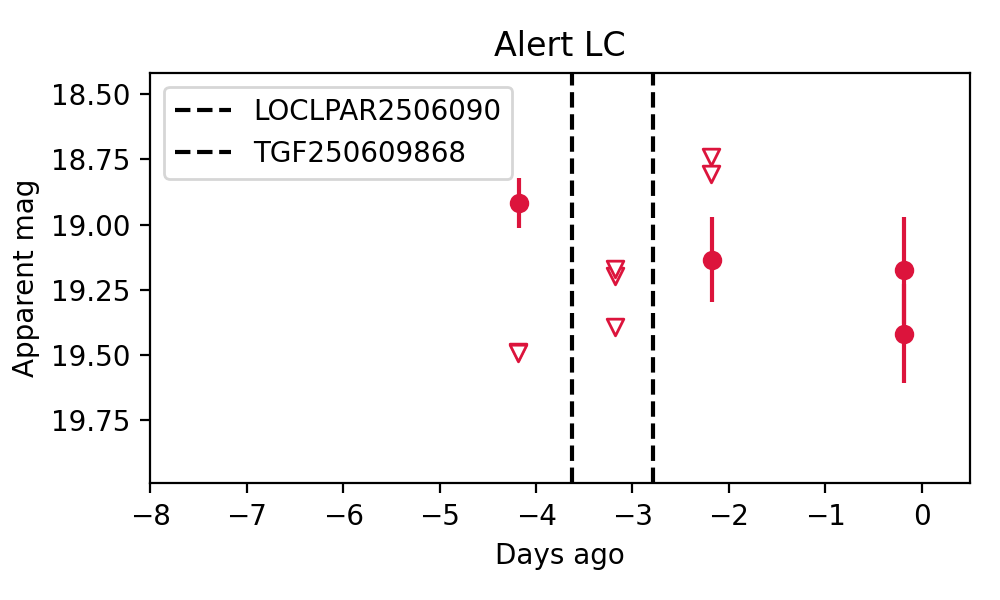 Alert LC
LOCLPAR2506090
TGF250609868
Apparent mag
18.50
18.75
19.00
19.25
19.50
19.75
−8 −7 −6 −5 −4 −3 −2 −1 0
Days ago